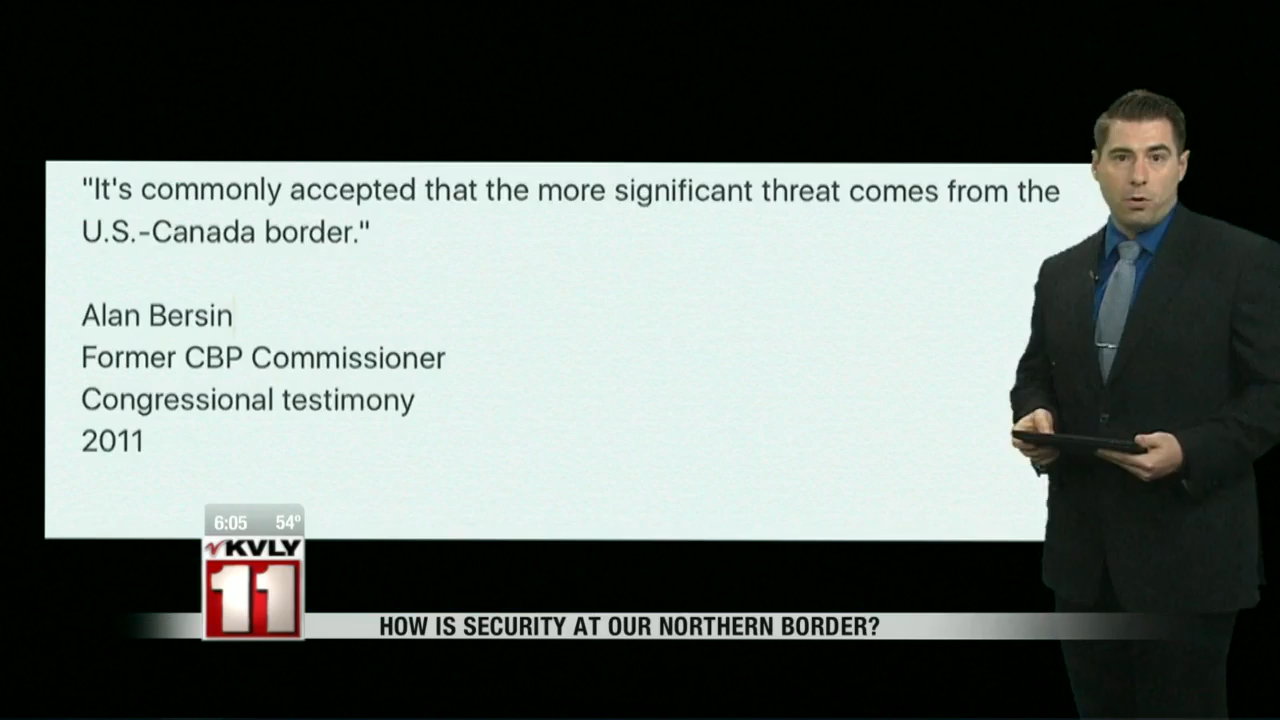 "It's commonly accepted that the more significant threat comes from the
U.S.-Canada border."
Alan Bersin
Former CBP Commissioner
Congressional testimony
2011
6:05 54°
KVLY
11
HOW IS SECURITY AT OUR NORTHERN BORDER?